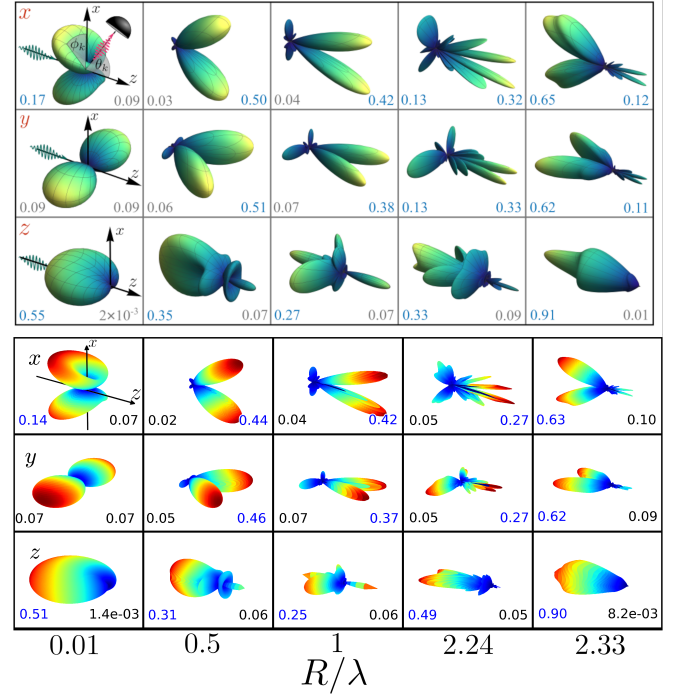 x x
ϕk θk z
0.17 0.09 0.03 0.50 0.04 0.42 0.13 0.32 0.65 0.12
y x
z
0.09 0.09 0.06 0.51 0.07 0.38 0.13 0.33 0.62 0.11
z x
z
0.55 2×10⁻³ 0.35 0.07 0.27 0.07 0.33 0.09 0.91 0.01
x x
z
0.14 0.07 0.02 0.44 0.04 0.42 0.05 0.27 0.63 0.10
y
0.07 0.07 0.05 0.46 0.07 0.37 0.05 0.27 0.62 0.09
z
0.51 1.4e-03 0.31 0.06 0.25 0.06 0.49 0.05 0.90 8.2e-03
0.01 0.5 1 2.24 2.33
R/λ